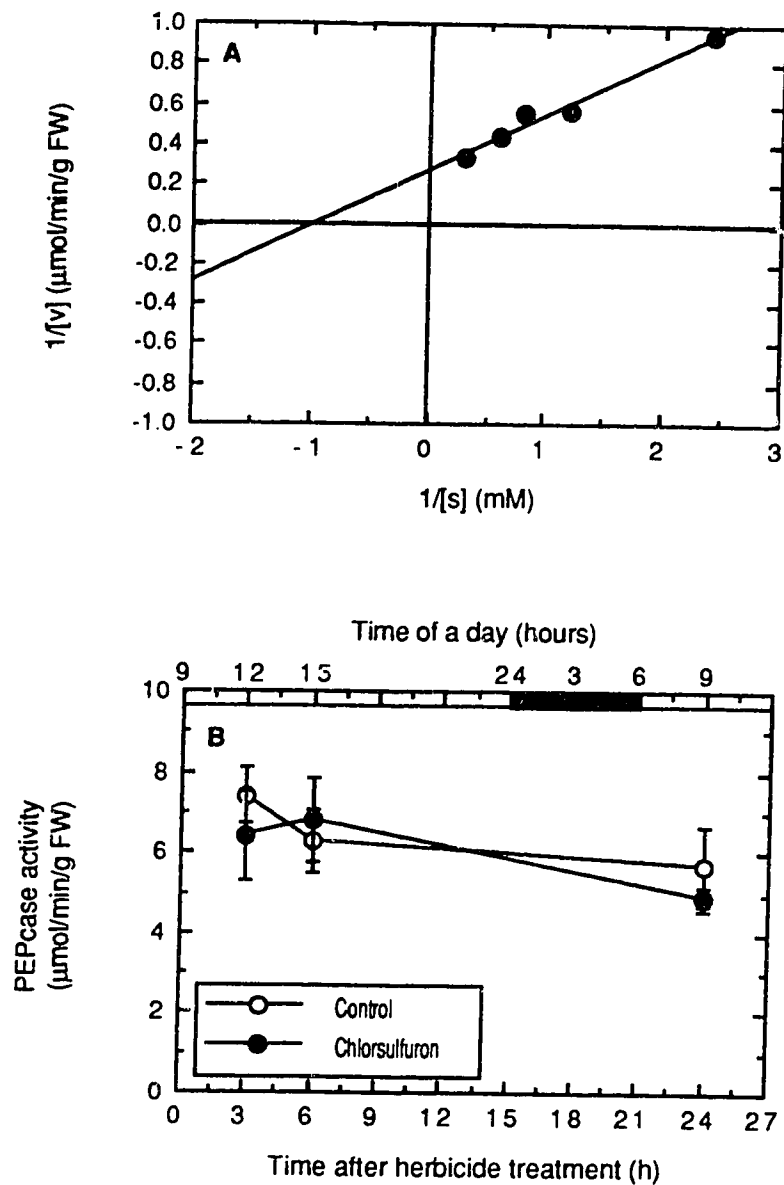 A
1.0
0.8
0.6
0.4
0.2
0.0
-0.2
-0.4
-0.6
-0.8
-1.0
1/[v] (µmol/min/g FW)
-2 -1 0 1 2 3
1/[s] (mM)
Time of a day (hours)
9 12 15 24 3 6 9
B
10
8
6
4
2
0
PEPcase activity
(µmol/min/g FW)
Control
Chlorsulfuron
0 3 6 9 12 15 18 21 24 27
Time after herbicide treatment (h)